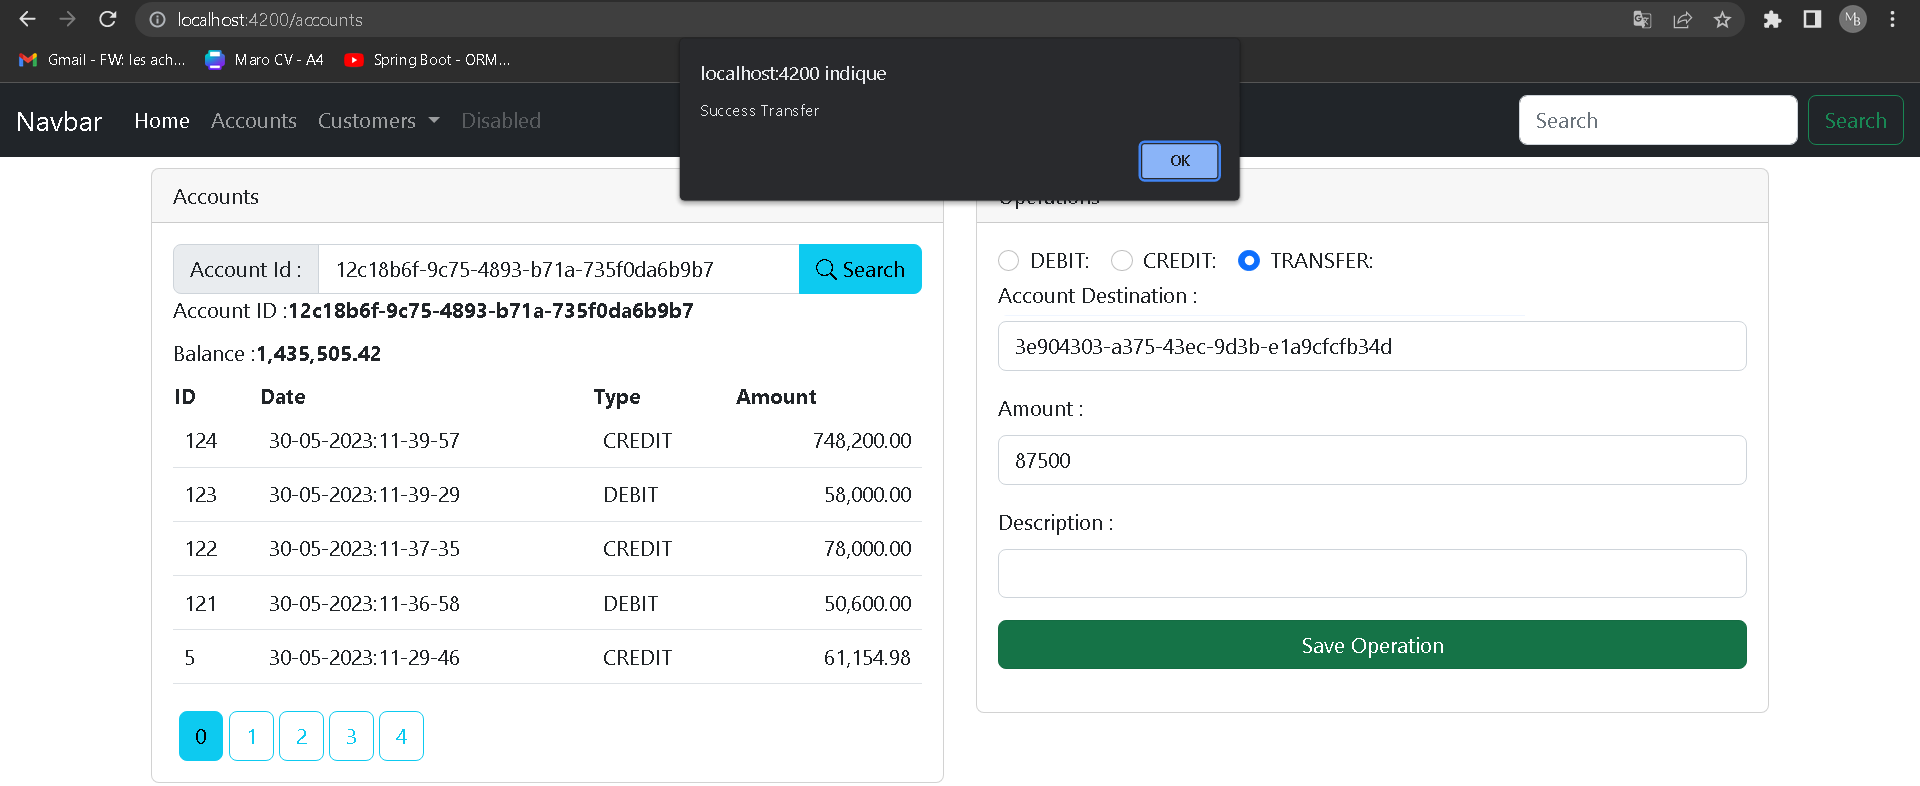 localhost:4200/accounts
Gmail - FW: les ach...
Maro CV - A4
Spring Boot - ORM...
MB
localhost:4200 indique
Success Transfer
OK
Navbar
Home
Accounts
Customers
Disabled
Search
Search
Accounts
Account Id :
12c18b6f-9c75-4893-b71a-735f0da6b9b7
Search
Account ID :12c18b6f-9c75-4893-b71a-735f0da6b9b7
Balance :1,435,505.42
ID Date Type Amount
124 30-05-2023:11-39-57 CREDIT 748,200.00
123 30-05-2023:11-39-29 DEBIT 58,000.00
122 30-05-2023:11-37-35 CREDIT 78,000.00
121 30-05-2023:11-36-58 DEBIT 50,600.00
5 30-05-2023:11-29-46 CREDIT 61,154.98
0 1 2 3 4
Operations
DEBIT: CREDIT: TRANSFER:
Account Destination :
3e904303-a375-43ec-9d3b-e1a9cfcfb34d
Amount :
87500
Description :
Save Operation